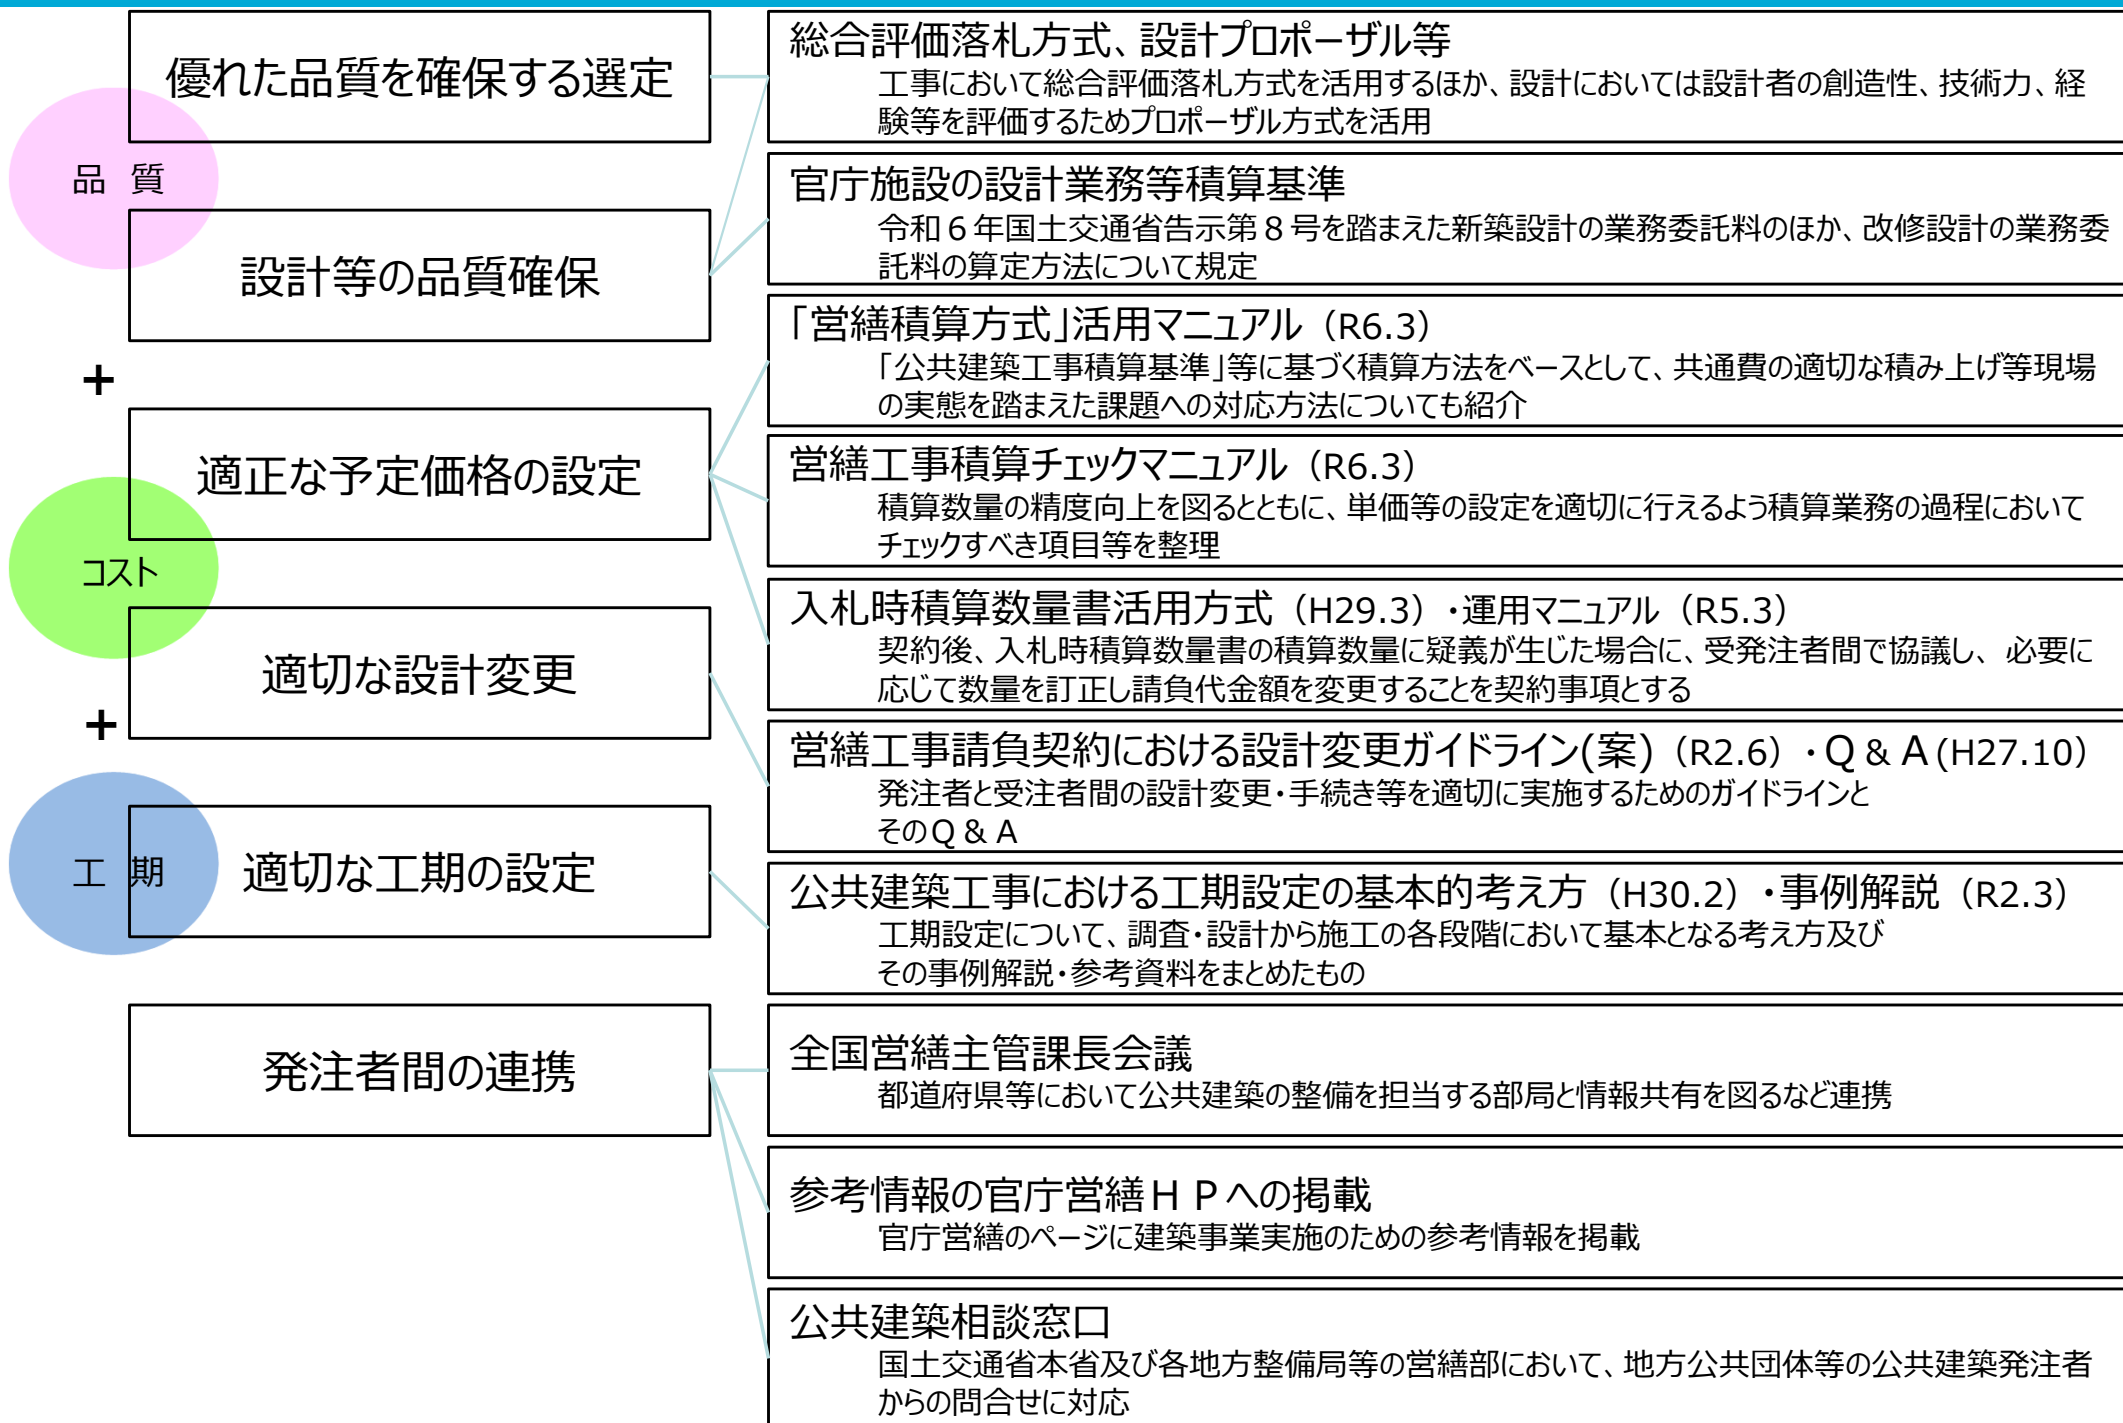 優れた品質を確保する選定
総合評価落札方式、設計プロポーザル等
工事において総合評価落札方式を活用するほか、設計においては設計者の創造性、技術力、経
験等を評価するためプロポーザル方式を活用
品 質
設計等の品質確保
官庁施設の設計業務等積算基準
令和６年国土交通省告示第８号を踏まえた新築設計の業務委託料のほか、改修設計の業務委
託料の算定方法について規定
+
適正な予定価格の設定
「営繕積算方式」活用マニュアル（R6.3）
「公共建築工事積算基準」等に基づく積算方法をベースとして、共通費の適切な積み上げ等現場
の実態を踏まえた課題への対応方法についても紹介
営繕工事積算チェックマニュアル（R6.3）
積算数量の精度向上を図るとともに、単価等の設定を適切に行えるよう積算業務の過程において
チェックすべき項目等を整理
コスト
入札時積算数量書活用方式（H29.3）・運用マニュアル（R5.3）
契約後、入札時積算数量書の積算数量に疑義が生じた場合に、受発注者間で協議し、必要に
応じて数量を訂正し請負代金額を変更することを契約事項とする
適切な設計変更
+
営繕工事請負契約における設計変更ガイドライン(案)（R2.6）・Ｑ＆Ａ(H27.10）
発注者と受注者間の設計変更・手続き等を適切に実施するためのガイドラインと
そのＱ＆Ａ
工 期
適切な工期の設定
公共建築工事における工期設定の基本的考え方（H30.2）・事例解説（R2.3）
工期設定について、調査・設計から施工の各段階において基本となる考え方及び
その事例解説・参考資料をまとめたもの
発注者間の連携
全国営繕主管課長会議
都道府県等において公共建築の整備を担当する部局と情報共有を図るなど連携
参考情報の官庁営繕ＨＰへの掲載
官庁営繕のページに建築事業実施のための参考情報を掲載
公共建築相談窓口
国土交通省本省及び各地方整備局等の営繕部において、地方公共団体等の公共建築発注者
からの問合せに対応